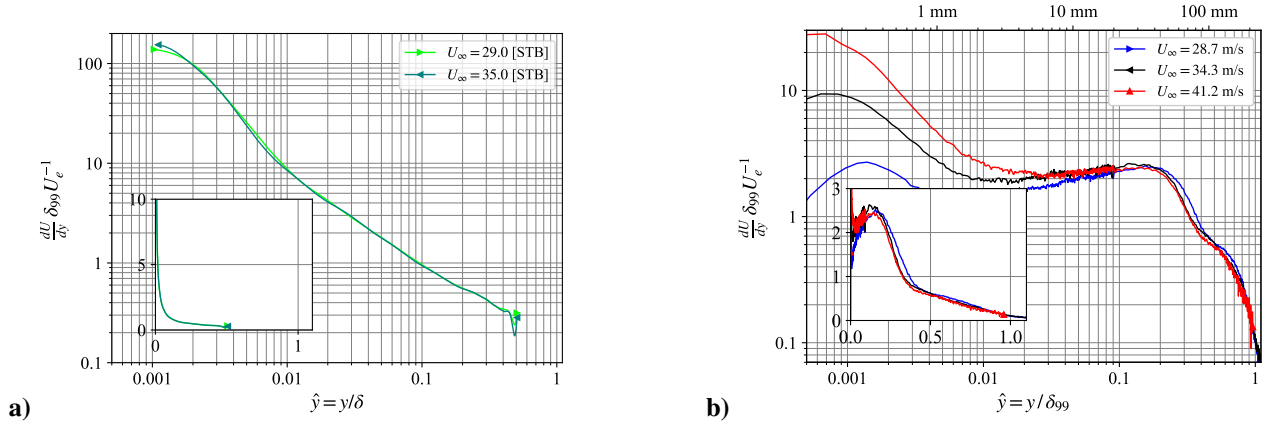 U∞ = 29.0 [STB]
U∞ = 35.0 [STB]
100
10
1
0.1
dU/dy δ99 Ue^-1
10
5
0
0
1
0.001
0.01
0.1
1
ŷ = y/δ
a)
1 mm
10 mm
100 mm
U∞ = 28.7 m/s
U∞ = 34.3 m/s
U∞ = 41.2 m/s
10
1
0.1
dU/dy δ99 Ue^-1
3
2
1
0
0.0
0.5
1.0
0.001
0.01
0.1
1
ŷ = y/δ99
b)